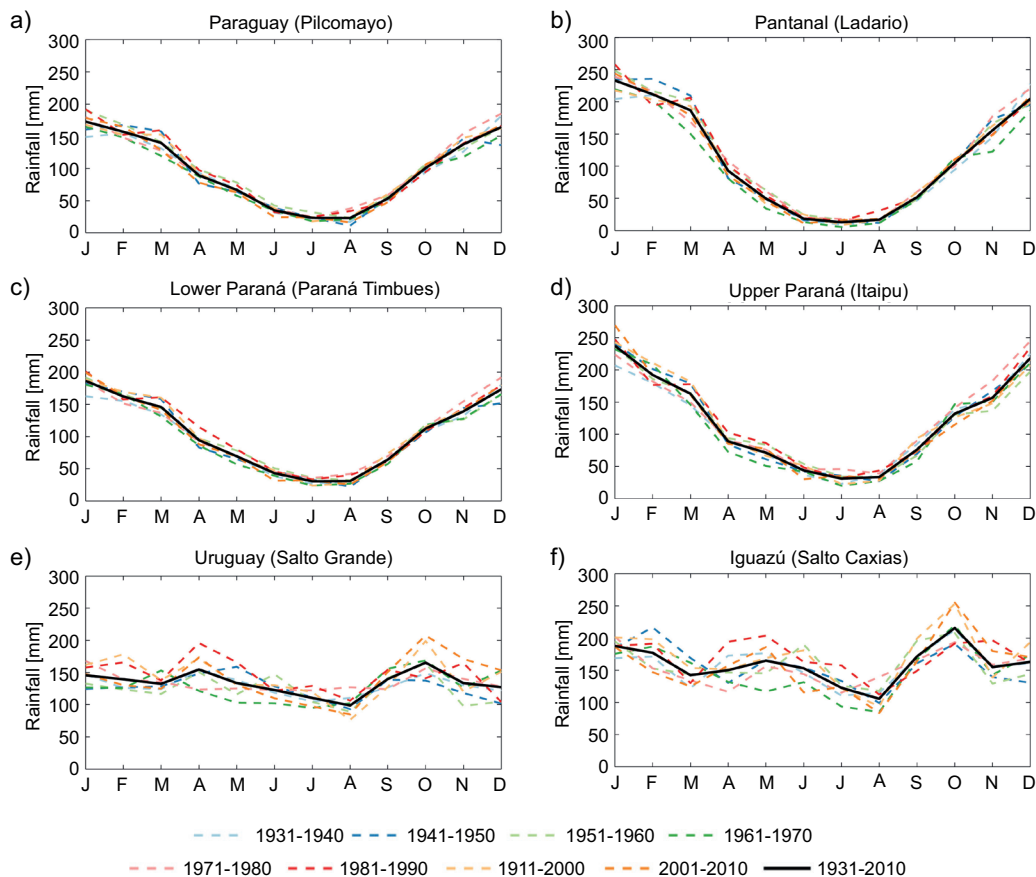 a) Paraguay (Pilcomayo)
Rainfall [mm]
300
250
200
150
100
50
0
J F M A M J J A S O N D
b) Pantanal (Ladario)
Rainfall [mm]
300
250
200
150
100
50
0
J F M A M J J A S O N D
c) Lower Paraná (Paraná Timbues)
Rainfall [mm]
300
250
200
150
100
50
0
J F M A M J J A S O N D
d) Upper Paraná (Itaipu)
Rainfall [mm]
300
250
200
150
100
50
0
J F M A M J J A S O N D
e) Uruguay (Salto Grande)
Rainfall [mm]
300
250
200
150
100
50
0
J F M A M J J A S O N D
f) Iguazú (Salto Caxias)
Rainfall [mm]
300
250
200
150
100
50
0
J F M A M J J A S O N D
1931-1940 1941-1950 1951-1960 1961-1970
1971-1980 1981-1990 1911-2000 2001-2010 1931-2010